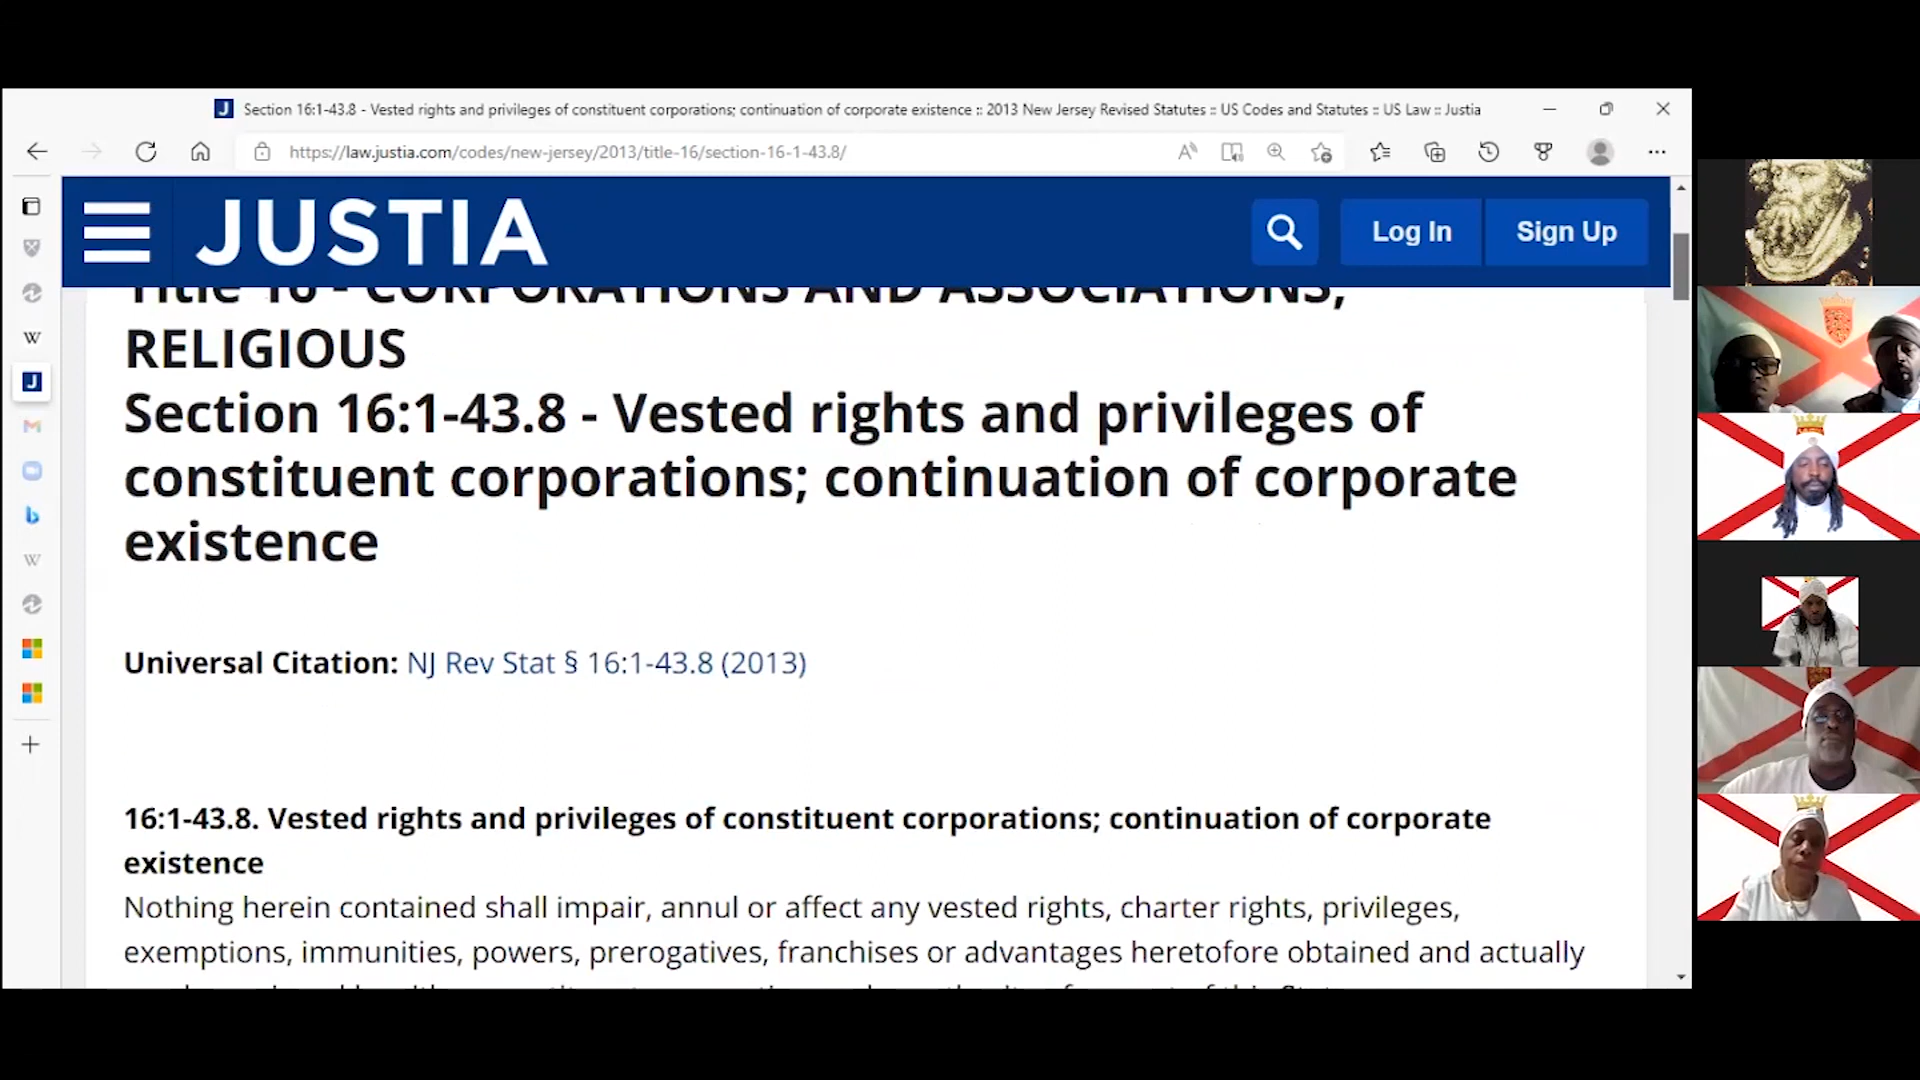 Section 16:1-43.8 - Vested rights and privileges of constituent corporations; continuation of corporate existence :: 2013 New Jersey Revised Statutes :: US Codes and Statutes :: US Law :: Justia
https://law.justia.com/codes/new-jersey/2013/title-16/section-16-1-43.8/
JUSTIA
Log In
Sign Up
Title 16 - CORPORATIONS AND ASSOCIATIONS,
RELIGIOUS
Section 16:1-43.8 - Vested rights and privileges of
constituent corporations; continuation of corporate
existence
Universal Citation: NJ Rev Stat § 16:1-43.8 (2013)
16:1-43.8. Vested rights and privileges of constituent corporations; continuation of corporate
existence
Nothing herein contained shall impair, annul or affect any vested rights, charter rights, privileges,
exemptions, immunities, powers, prerogatives, franchises or advantages heretofore obtained and actually